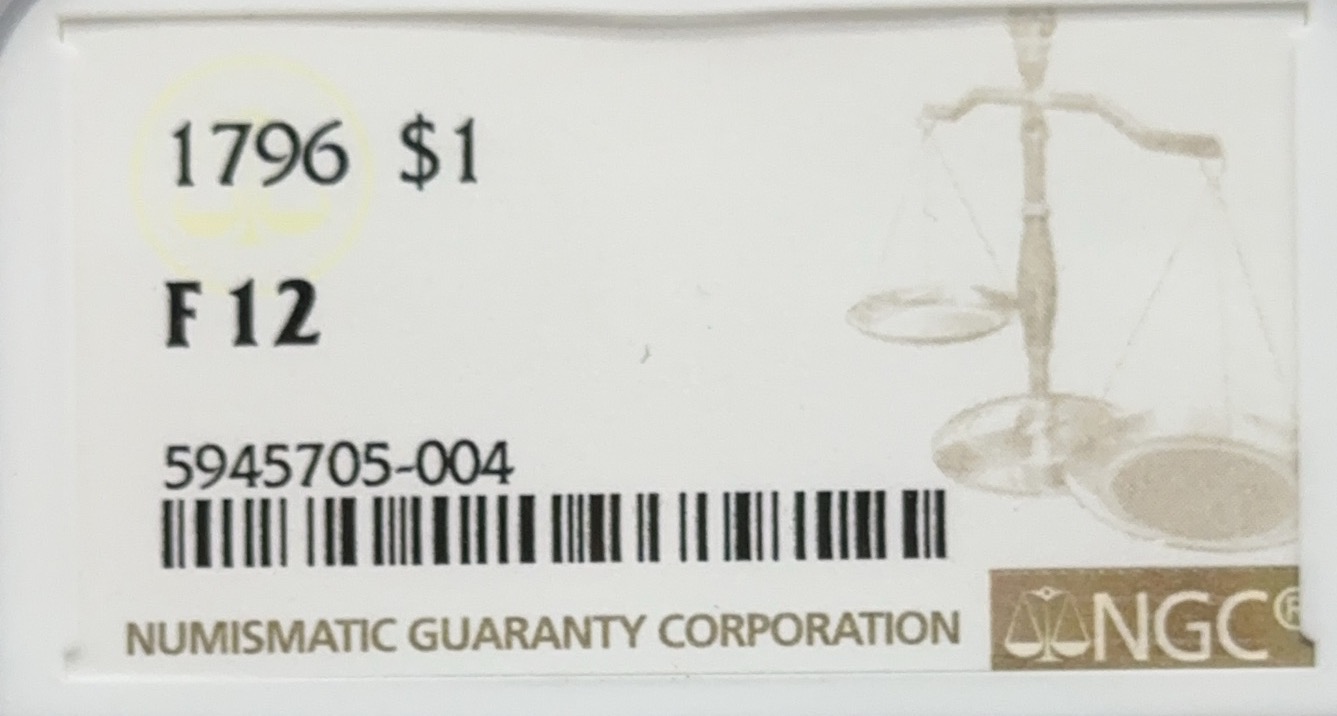 1796 $1
F 12
5945705-004
NUMISMATIC GUARANTY CORPORATION
NGC®